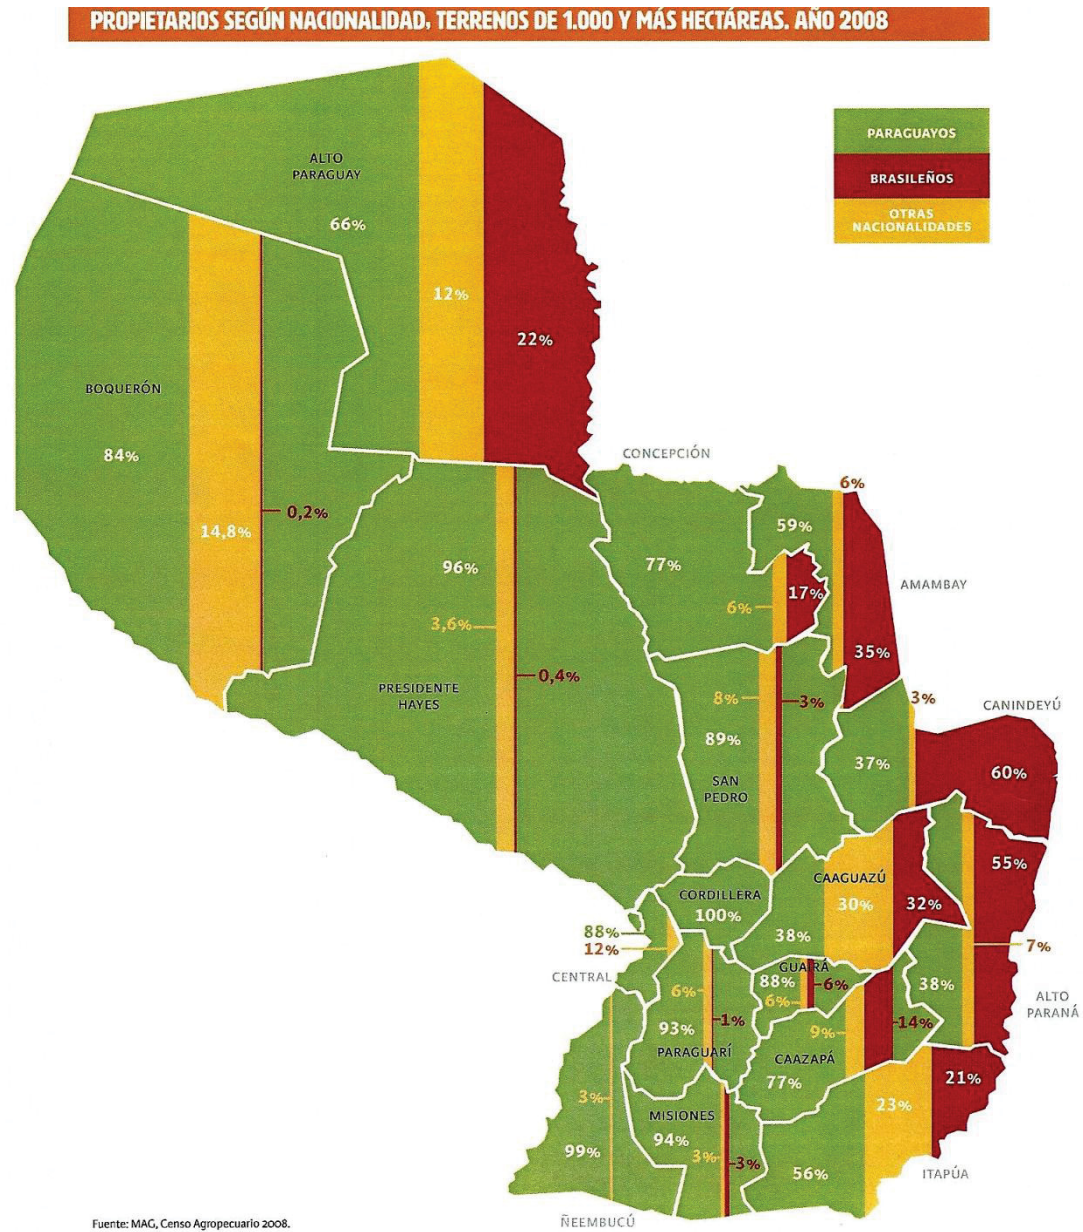 PROPIETARIOS SEGÚN NACIONALIDAD, TERRENOS DE 1.000 Y MÁS HECTÁREAS. AÑO 2008
PARAGUAYOS
BRASILEÑOS
OTRAS
NACIONALIDADES
ALTO
PARAGUAY
66%
12%
22%
BOQUERÓN
84%
14,8%
0,2%
PRESIDENTE
HAYES
96%
3,6%
0,4%
CONCEPCIÓN
77%
6%
17%
AMAMBAY
59%
6%
35%
SAN
PEDRO
89%
8%
3%
CANINDEYÚ
37%
3%
60%
CORDILLERA
100%
CAAGUAZÚ
38%
30%
32%
ALTO
PARANÁ
38%
7%
55%
CENTRAL
88%
12%
GUAIRÁ
88%
6%
6%
PARAGUARÍ
93%
6%
1%
CAAZAPÁ
77%
9%
14%
MISIONES
94%
3%
3%
ITAPÚA
56%
23%
21%
ÑEEMBUCÚ
99%
3%
Fuente: MAG, Censo Agropecuario 2008.